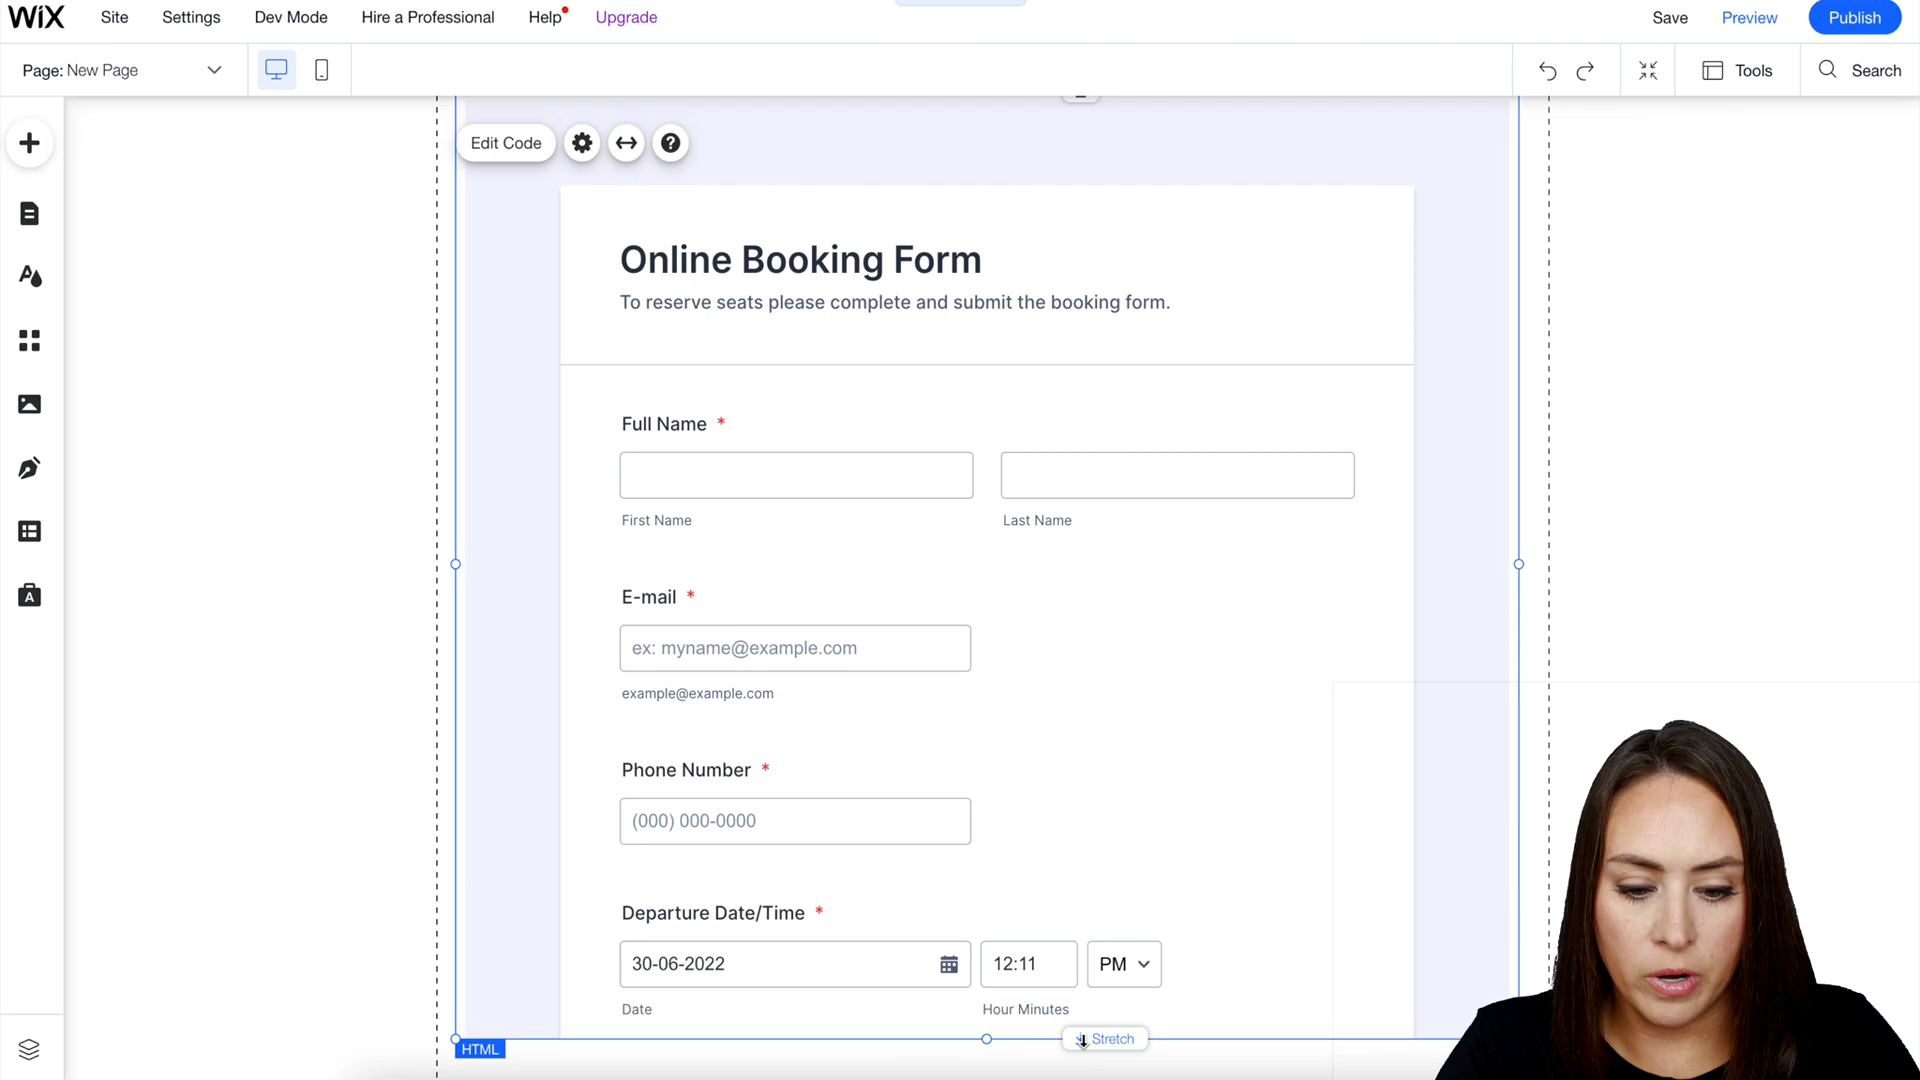 WiX Site Settings Dev Mode Hire a Professional Help Upgrade Save Preview Publish
Page: New Page Tools Search
Edit Code
Online Booking Form
To reserve seats please complete and submit the booking form.
Full Name *
First Name Last Name
E-mail *
ex: myname@example.com
example@example.com
Phone Number *
(000) 000-0000
Departure Date/Time *
30-06-2022 12:11 PM
Date Hour Minutes
Stretch
HTML